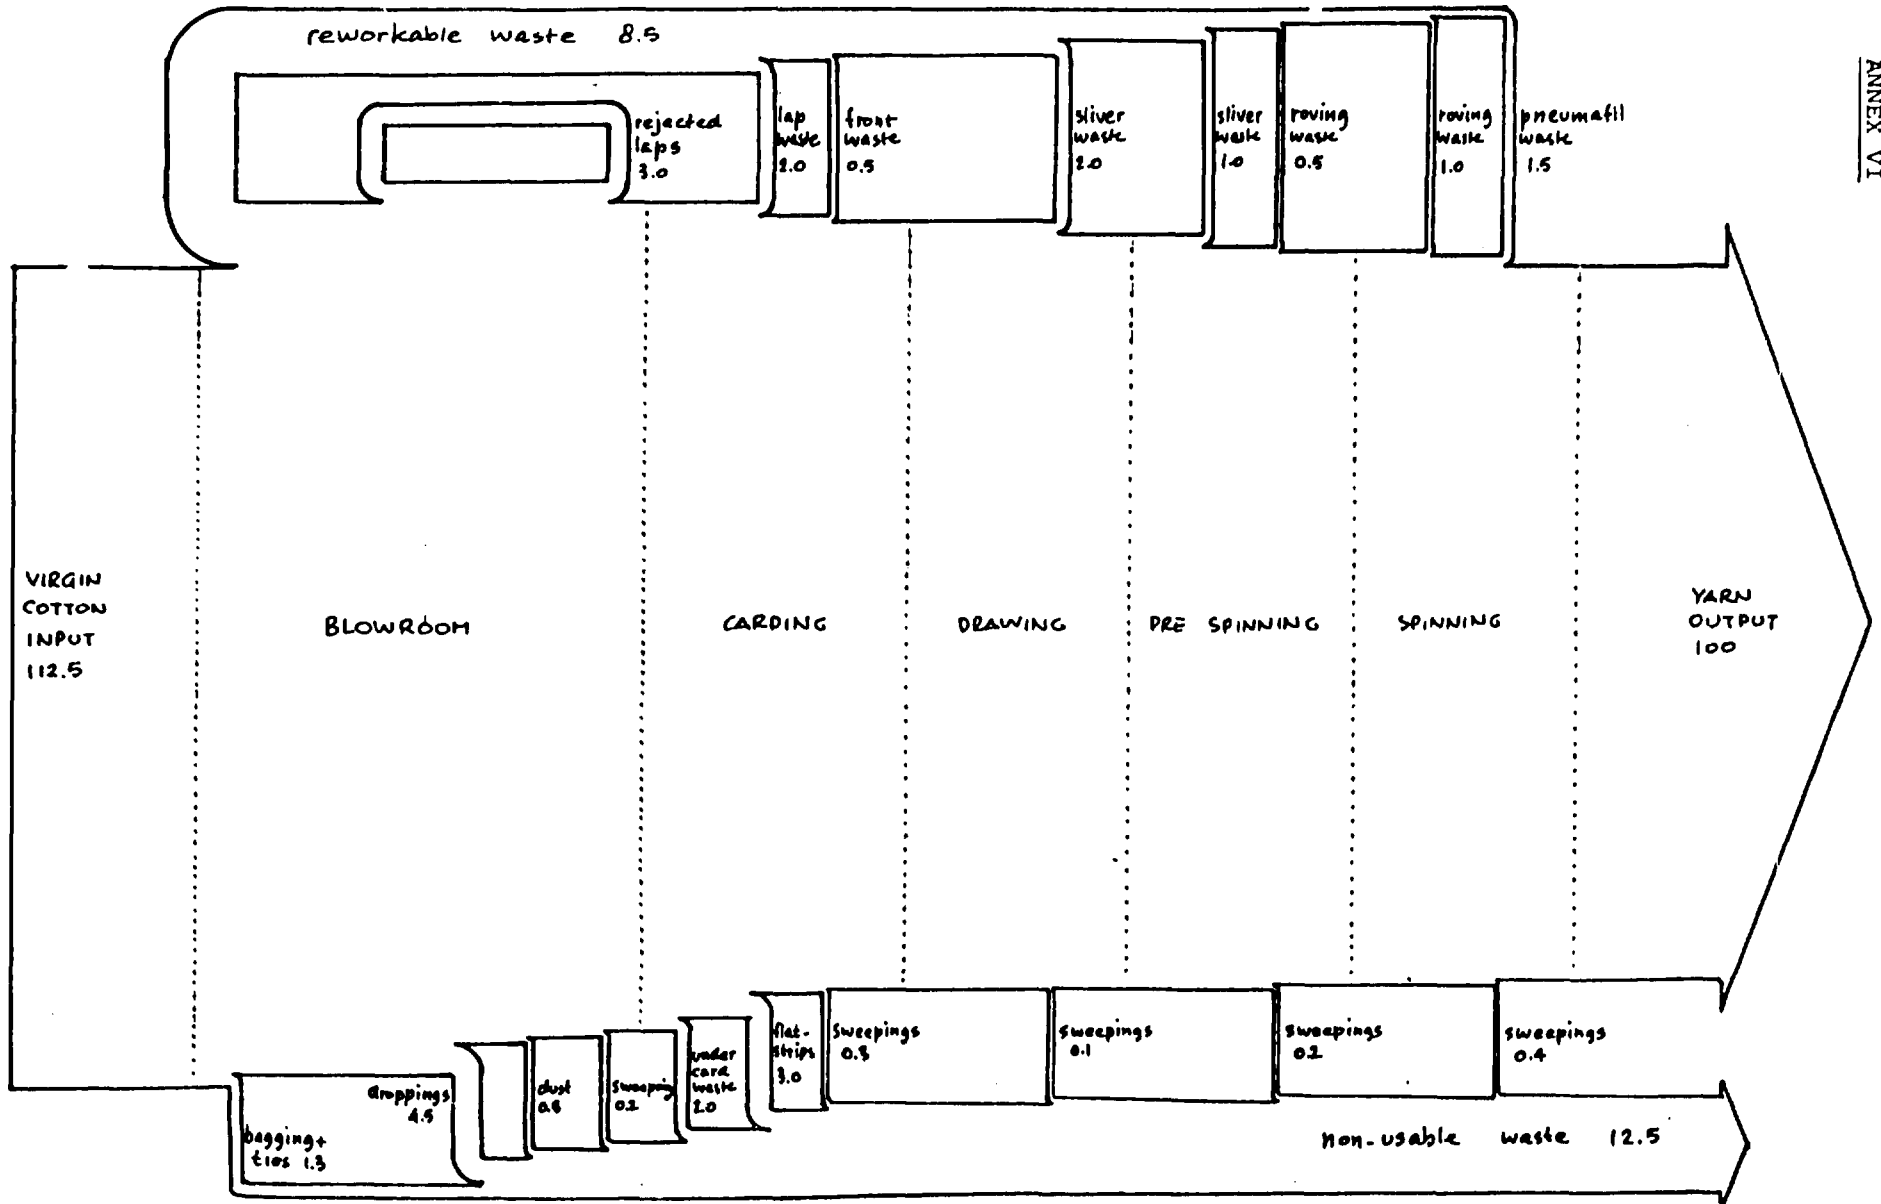 ANNEX VI
reworkable waste 8.5
rejected
laps
3.0
lap
waste
2.0
front
waste
0.5
sliver
waste
2.0
sliver
waste
1.0
roving
waste
0.5
roving
waste
1.0
pneumafil
waste
1.5
VIRGIN
COTTON
INPUT
112.5
BLOWROOM
CARDING
DRAWING
PRE SPINNING
SPINNING
YARN
OUTPUT
100
droppings
4.5
bagging+
ties 1.3
dust
sweeping
0.2
under
card
waste
2.0
flat-
strips
3.0
sweepings
sweepings
0.1
sweepings
0.2
sweepings
0.4
non-usable waste 12.5